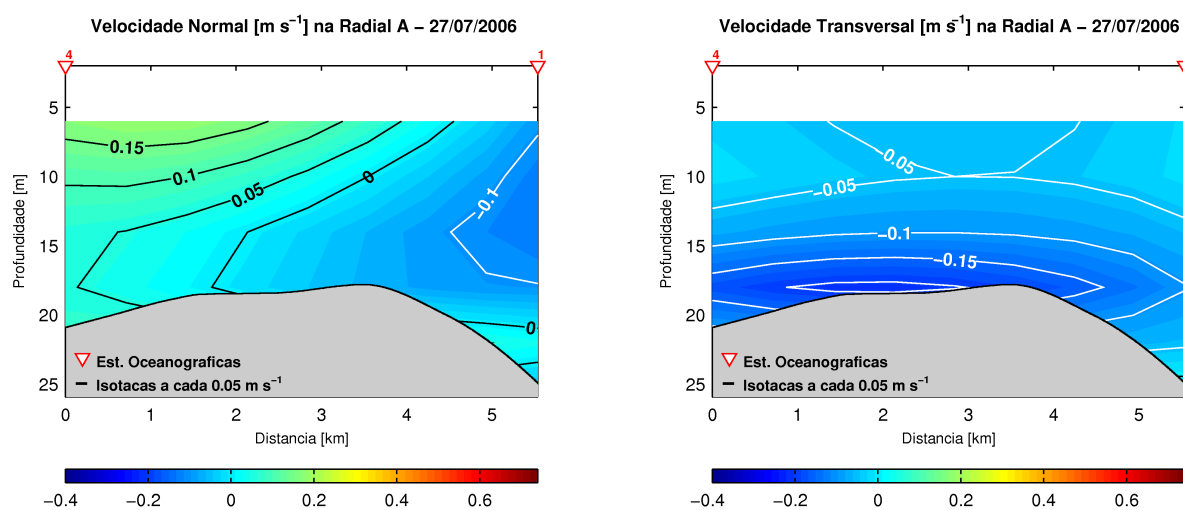 Velocidade Normal [m s⁻¹] na Radial A − 27/07/2006
4
1
5
10
15
20
25
Profundidade [m]
0.15
0.1
0.05
0
−0.1
0
Est. Oceanograficas
Isotacas a cada 0.05 m s⁻¹
0 1 2 3 4 5
Distancia [km]
−0.4 −0.2 0 0.2 0.4 0.6
Velocidade Transversal [m s⁻¹] na Radial A − 27/07/2006
4
5
10
15
20
25
Profundidade [m]
0.05
−0.05
−0.1
−0.15
Est. Oceanograficas
Isotacas a cada 0.05 m s⁻¹
0 1 2 3 4 5
Distancia [km]
−0.4 −0.2 0 0.2 0.4 0.6